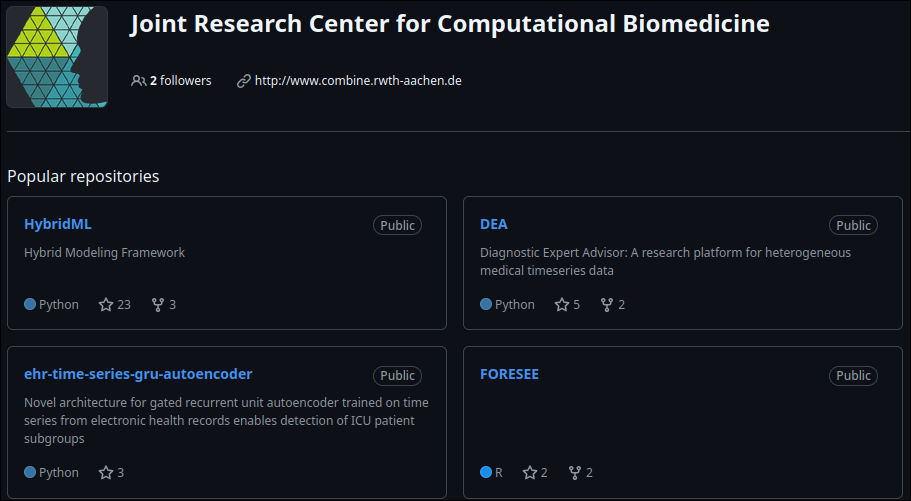 Joint Research Center for Computational Biomedicine
2 followers http://www.combine.rwth-aachen.de
Popular repositories
HybridML Public
Hybrid Modeling Framework
Python 23 3
DEA Public
Diagnostic Expert Advisor: A research platform for heterogeneous
medical timeseries data
Python 5 2
ehr-time-series-gru-autoencoder Public
Novel architecture for gated recurrent unit autoencoder trained on time
series from electronic health records enables detection of ICU patient
subgroups
Python 3
FORESEE Public
R 2 2